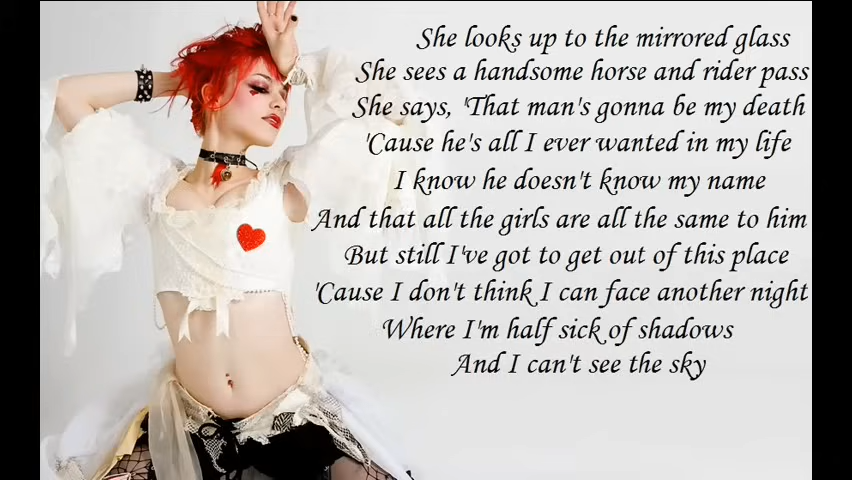 She looks up to the mirrored glass
She sees a handsome horse and rider pass
She says, 'That man's gonna be my death
'Cause he's all I ever wanted in my life
I know he doesn't know my name
And that all the girls are all the same to him
But still I've got to get out of this place
'Cause I don't think I can face another night
Where I'm half sick of shadows
And I can't see the sky